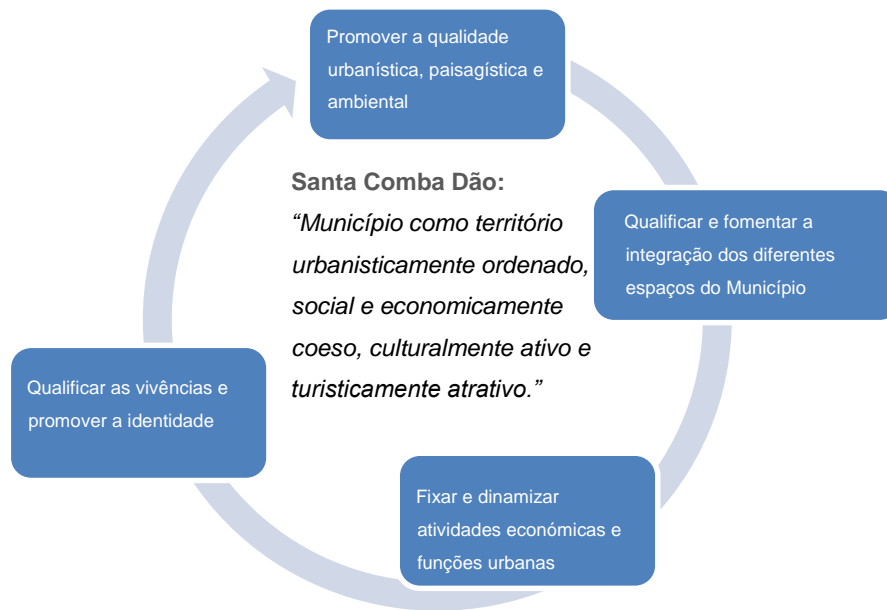 Promover a qualidade
urbanística, paisagística e
ambiental
Santa Comba Dão:
“Município como território
urbanisticamente ordenado,
social e economicamente
coeso, culturalmente ativo e
turisticamente atrativo.”
Qualificar e fomentar a
integração dos diferentes
espaços do Município
Fixar e dinamizar
atividades económicas e
funções urbanas
Qualificar as vivências e
promover a identidade